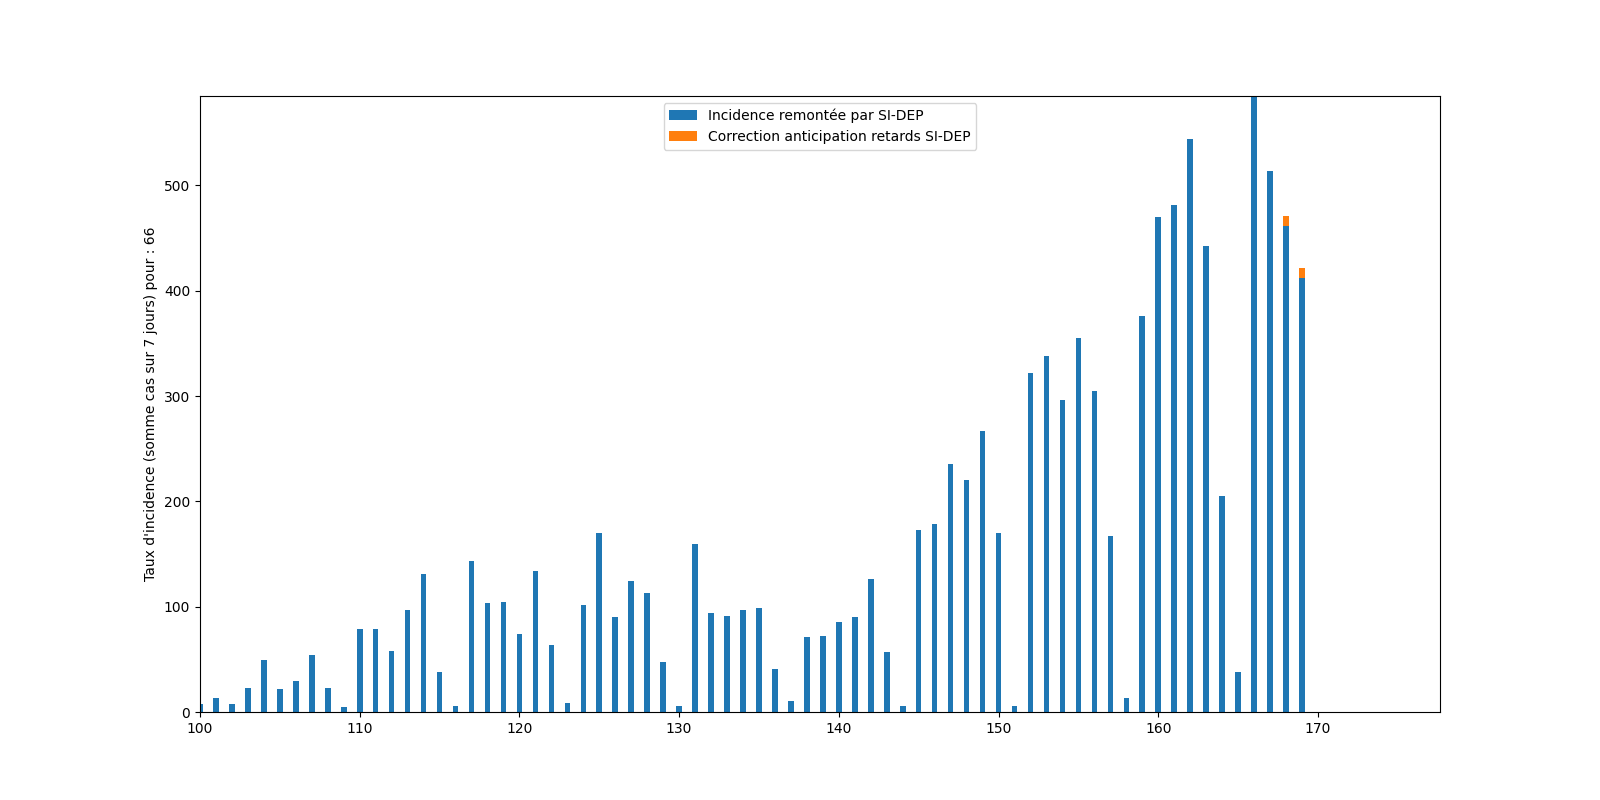 Incidence remontée par SI-DEP
Correction anticipation retards SI-DEP
Taux d'incidence (somme cas sur 7 jours) pour : 66
500
400
300
200
100
0
100 110 120 130 140 150 160 170